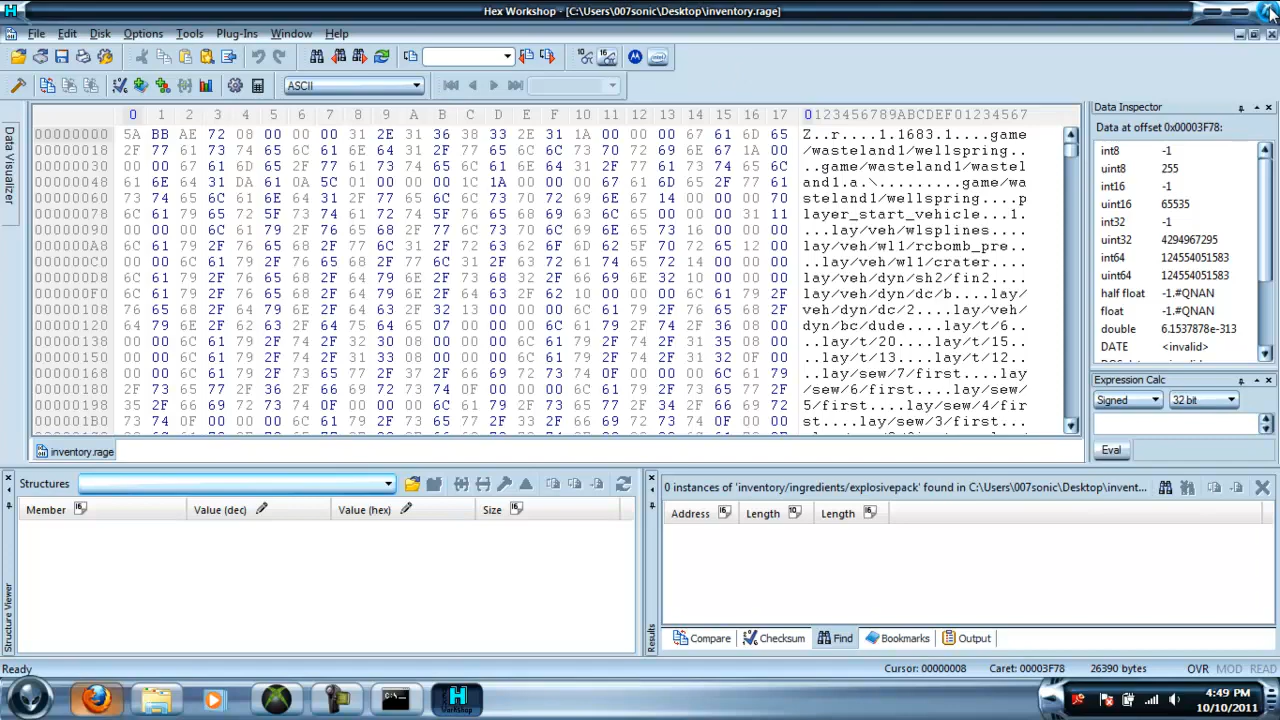 Hex Workshop - [C:\Users\007sonic\Desktop\inventory.rage]
File Edit Disk Options Tools Plug-Ins Window Help
ASCII
Data Visualizer
0 1 2 3 4 5 6 7 8 9 A B C D E F 10 11 12 13 14 15 16 17 0123456789ABCDEF01234567
00000000 5A BB AE 72 08 00 00 00 31 2E 31 36 38 33 2E 31 1A 00 00 00 67 61 6D 65 Z..r....1.1683.1....game
00000018 2F 77 61 73 74 65 6C 61 6E 64 31 2F 77 65 6C 6C 73 70 72 69 6E 67 1A 00 /wasteland1/wellspring..
00000030 00 00 67 61 6D 65 2F 77 61 73 74 65 6C 61 6E 64 31 2F 77 61 73 74 65 6C ..game/wasteland1/wastel
00000048 61 6E 64 31 DA 61 0A 5C 01 00 00 00 1C 1A 00 00 00 67 61 6D 65 2F 77 61 and1.a.\.........game/wa
00000060 73 74 65 6C 61 6E 64 31 2F 77 65 6C 6C 73 70 72 69 6E 67 14 00 00 00 70 steland1/wellspring....p
00000078 6C 61 79 65 72 5F 73 74 61 72 74 5F 76 65 68 69 63 6C 65 00 00 00 31 11 layer_start_vehicle...1.
00000090 00 00 00 6C 61 79 2F 76 65 68 2F 77 6C 73 70 6C 69 6E 65 73 16 00 00 00 ...lay/veh/wlsplines....
000000A8 6C 61 79 2F 76 65 68 2F 77 6C 31 2F 72 63 62 6F 6D 62 5F 70 72 65 12 00 lay/veh/wl1/rcbomb_pre..
000000C0 00 00 6C 61 79 2F 76 65 68 2F 77 6C 31 2F 63 72 61 74 65 72 14 00 00 00 ..lay/veh/wl1/crater....
000000D8 6C 61 79 2F 76 65 68 2F 64 79 6E 2F 73 68 32 2F 66 69 6E 32 10 00 00 00 lay/veh/dyn/sh2/fin2....
000000F0 6C 61 79 2F 76 65 68 2F 64 79 6E 2F 64 63 2F 62 10 00 00 00 6C 61 79 2F lay/veh/dyn/dc/b....lay/
00000108 76 65 68 2F 64 79 6E 2F 64 63 2F 32 13 00 00 00 6C 61 79 2F 76 65 68 2F veh/dyn/dc/2....lay/veh/
00000120 64 79 6E 2F 62 63 2F 64 75 64 65 07 00 00 00 6C 61 79 2F 74 2F 36 08 00 dyn/bc/dude....lay/t/6..
00000138 00 00 6C 61 79 2F 74 2F 32 30 08 00 00 00 6C 61 79 2F 74 2F 31 35 08 00 ..lay/t/20....lay/t/15..
00000150 00 00 6C 61 79 2F 74 2F 31 33 08 00 00 00 6C 61 79 2F 74 2F 31 32 0F 00 ..lay/t/13....lay/t/12..
00000168 00 00 6C 61 79 2F 73 65 77 2F 37 2F 66 69 72 73 74 0F 00 00 00 6C 61 79 ..lay/sew/7/first....lay
00000180 2F 73 65 77 2F 36 2F 66 69 72 73 74 0F 00 00 00 6C 61 79 2F 73 65 77 2F /sew/6/first....lay/sew/
00000198 35 2F 66 69 72 73 74 0F 00 00 00 6C 61 79 2F 73 65 77 2F 34 2F 66 69 72 5/first....lay/sew/4/fir
000001B0 73 74 0F 00 00 00 6C 61 79 2F 73 65 77 2F 33 2F 66 69 72 73 74 0F 00 00 st....lay/sew/3/first...
Data Inspector
Data at offset 0x00003F78:
int8 -1
uint8 255
int16 -1
uint16 65535
int32 -1
uint32 4294967295
int64 124554051583
uint64 124554051583
half float -1.#QNAN
float -1.#QNAN
double 6.1537878e-313
DATE <invalid>
Expression Calc
Signed 32 bit
Eval
inventory.rage
Structures
Member Value (dec) Value (hex) Size
Structure Viewer
0 instances of 'inventory/ingredients/explosivepack' found in C:\Users\007sonic\Desktop\invent...
Address Length Length
Results
Compare Checksum Find Bookmarks Output
Ready Cursor: 00000008 Caret: 00003F78 26390 bytes OVR MOD READ
4:49 PM
10/10/2011